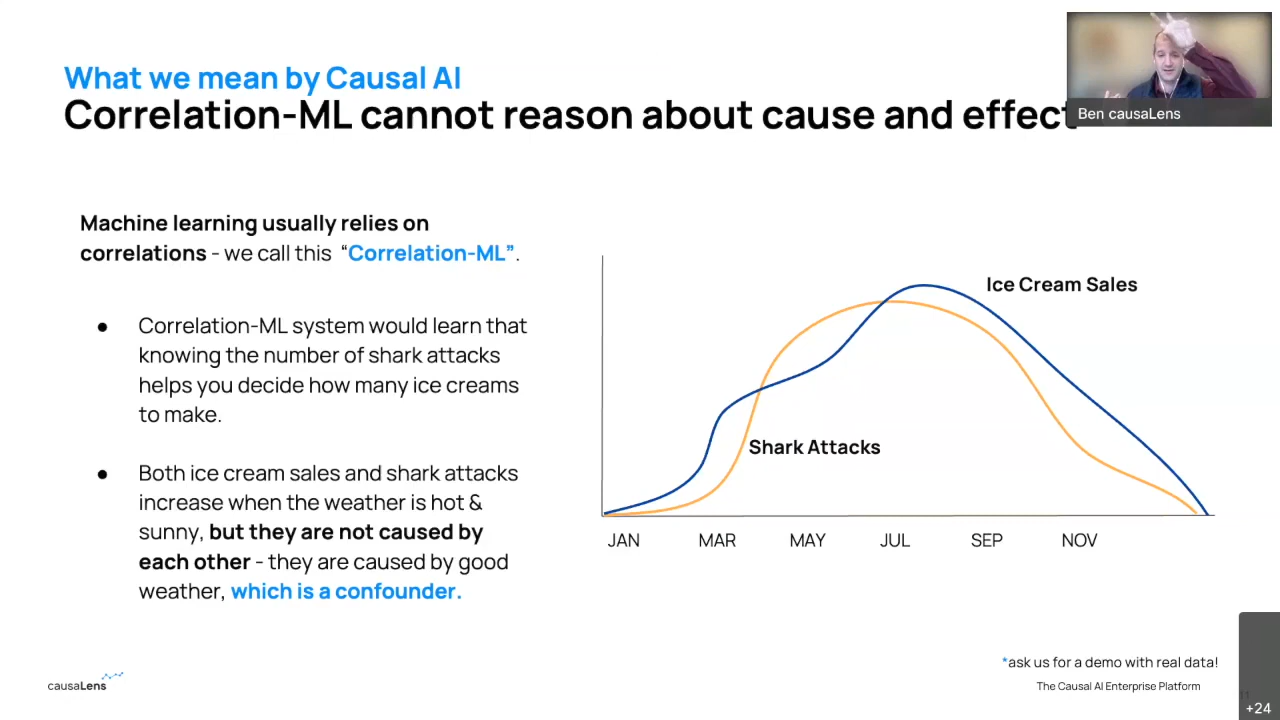 What we mean by Causal AI
Correlation-ML cannot reason about cause and effect
Ben causaLens
Machine learning usually relies on
correlations - we call this “Correlation-ML”.
● Correlation-ML system would learn that
knowing the number of shark attacks
helps you decide how many ice creams
to make.
● Both ice cream sales and shark attacks
increase when the weather is hot &
sunny, but they are not caused by
each other - they are caused by good
weather, which is a confounder.
Ice Cream Sales
Shark Attacks
JAN MAR MAY JUL SEP NOV
*ask us for a demo with real data!
causaLens
The Causal AI Enterprise Platform
11
+24